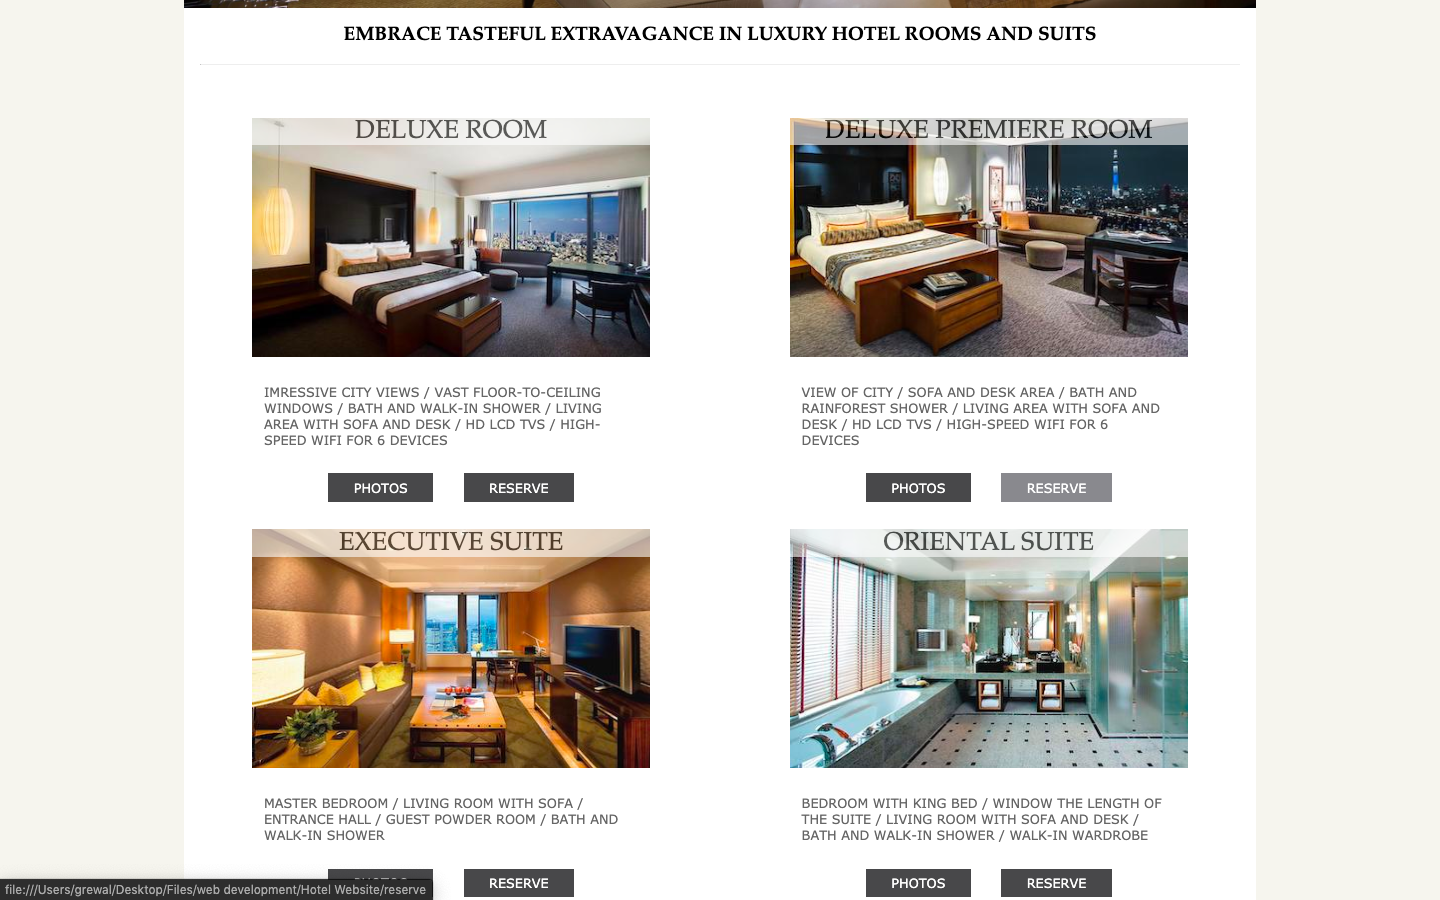 EMBRACE TASTEFUL EXTRAVAGANCE IN LUXURY HOTEL ROOMS AND SUITS
DELUXE ROOM
IMRESSIVE CITY VIEWS / VAST FLOOR-TO-CEILING
WINDOWS / BATH AND WALK-IN SHOWER / LIVING
AREA WITH SOFA AND DESK / HD LCD TVS / HIGH-
SPEED WIFI FOR 6 DEVICES
PHOTOS
RESERVE
DELUXE PREMIERE ROOM
VIEW OF CITY / SOFA AND DESK AREA / BATH AND
RAINFOREST SHOWER / LIVING AREA WITH SOFA AND
DESK / HD LCD TVS / HIGH-SPEED WIFI FOR 6
DEVICES
PHOTOS
RESERVE
EXECUTIVE SUITE
MASTER BEDROOM / LIVING ROOM WITH SOFA /
ENTRANCE HALL / GUEST POWDER ROOM / BATH AND
WALK-IN SHOWER
PHOTOS
RESERVE
ORIENTAL SUITE
BEDROOM WITH KING BED / WINDOW THE LENGTH OF
THE SUITE / LIVING ROOM WITH SOFA AND DESK /
BATH AND WALK-IN SHOWER / WALK-IN WARDROBE
PHOTOS
RESERVE
file:///Users/grewal/Desktop/Files/web development/Hotel Website/reserve